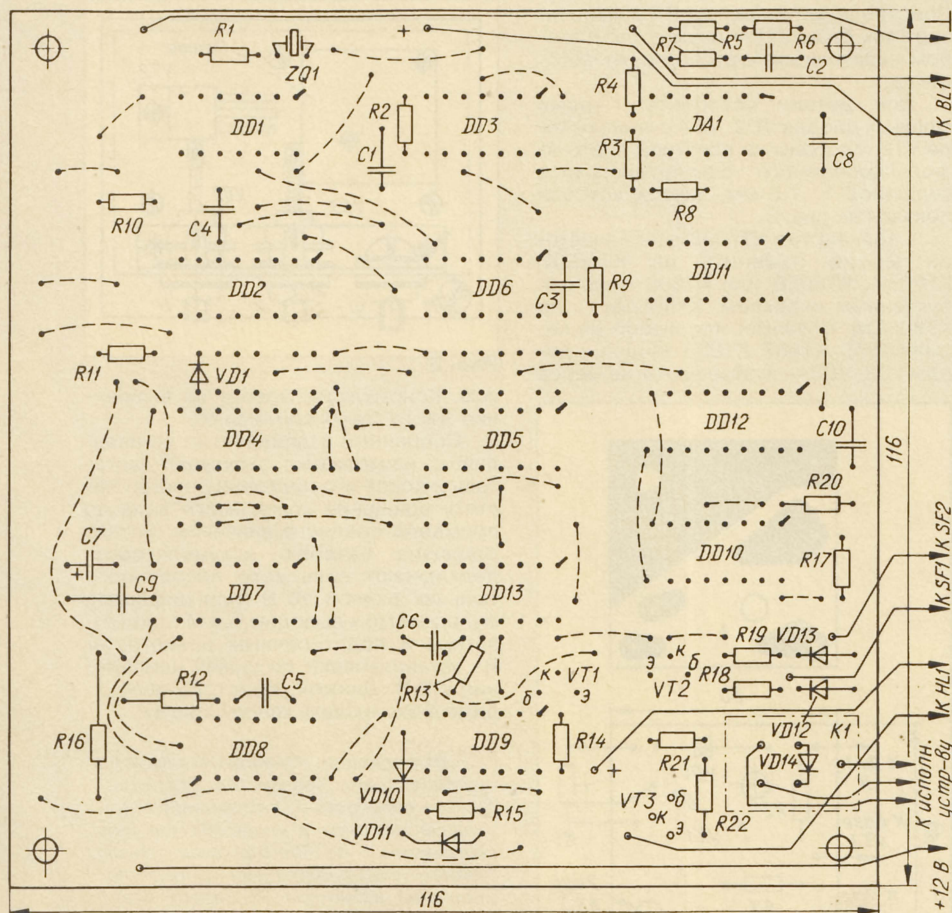 R1
ZQ1
+
R7
R5
R6
C2
К BL1
DD1
R2
DD3
R4
DA1
C1
R3
C8
R10
C4
R8
DD2
DD6
C3
R9
DD11
R11
VD1
DD4
DD5
DD12
C10
116
R20
C7
+
C9
DD7
DD13
DD10
R17
К SF2
К SF1
C6
R13
К
б
VT1
э
К
э
б
VT2
R19
VD13
R18
R12
C5
VD12
К1
К HL1
R16
DD8
DD9
R14
+
R21
VD14
К исполн.
устр-ву
VD10
R15
VT3
б
К
э
R22
VD11
+12 В
116